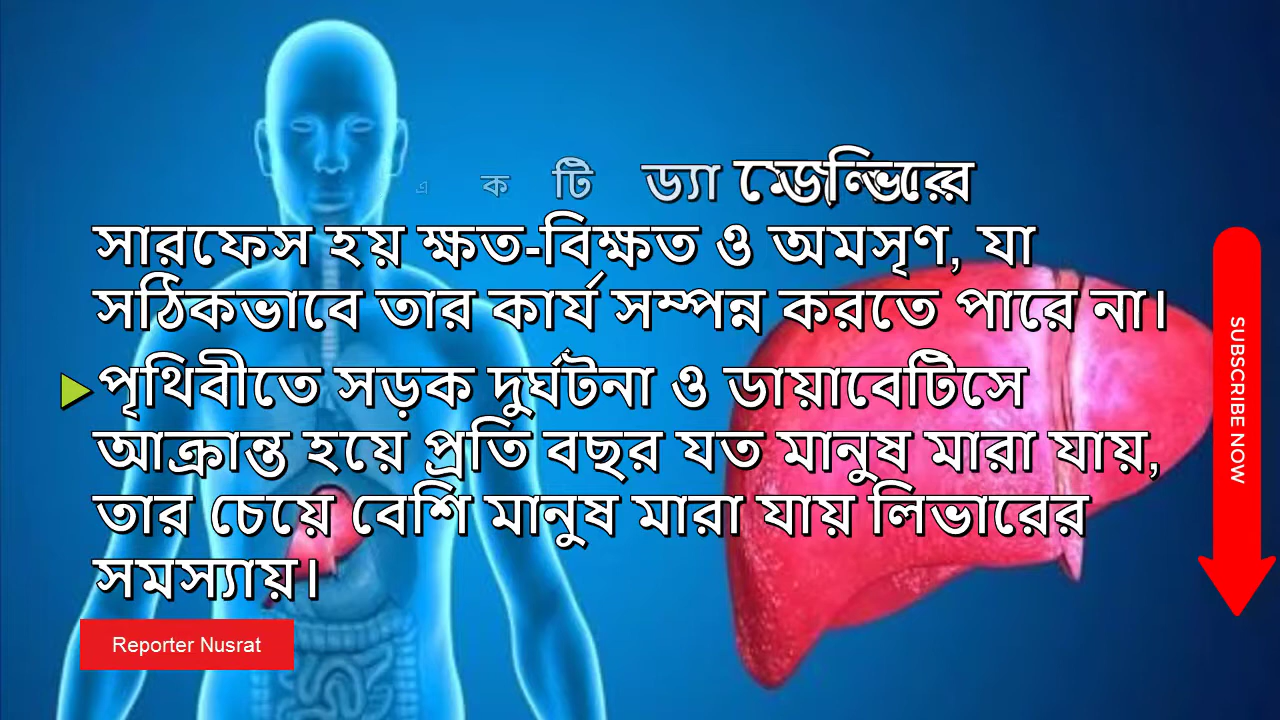 একটি ড্যামেজ লিভারের
সারফেস হয় ক্ষত-বিক্ষত ও অমসৃণ, যা
সঠিকভাবে তার কার্য সম্পন্ন করতে পারে না।
পৃথিবীতে সড়ক দুর্ঘটনা ও ডায়াবেটিসে
আক্রান্ত হয়ে প্রতি বছর যত মানুষ মারা যায়,
তার চেয়ে বেশি মানুষ মারা যায় লিভারের
সমস্যায়।
Reporter Nusrat
SUBSCRIBE NOW